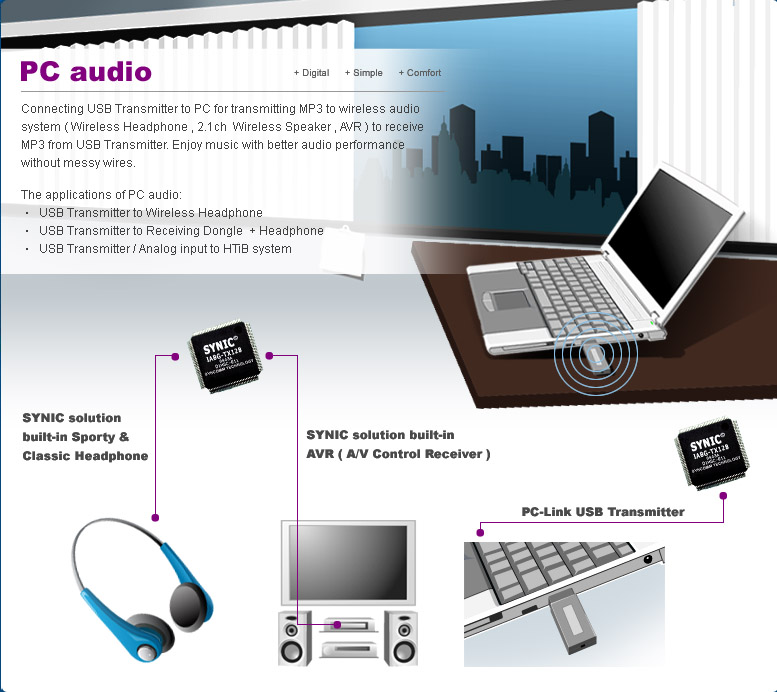 PC audio
+ Digital + Simple + Comfort
Connecting USB Transmitter to PC for transmitting MP3 to wireless audio
system ( Wireless Headphone , 2.1ch Wireless Speaker , AVR ) to receive
MP3 from USB Transmitter. Enjoy music with better audio performance
without messy wires.
The applications of PC audio:
· USB Transmitter to Wireless Headphone
· USB Transmitter to Receiving Dongle + Headphone
· USB Transmitter / Analog input to HTiB system
SYNIC
IABG-TX128
SYNCOMM TECHNOLOGY
SYNIC solution
built-in Sporty &
Classic Headphone
SYNIC solution built-in
AVR ( A/V Control Receiver )
SYNIC
IABG-TX128
SYNCOMM TECHNOLOGY
PC-Link USB Transmitter